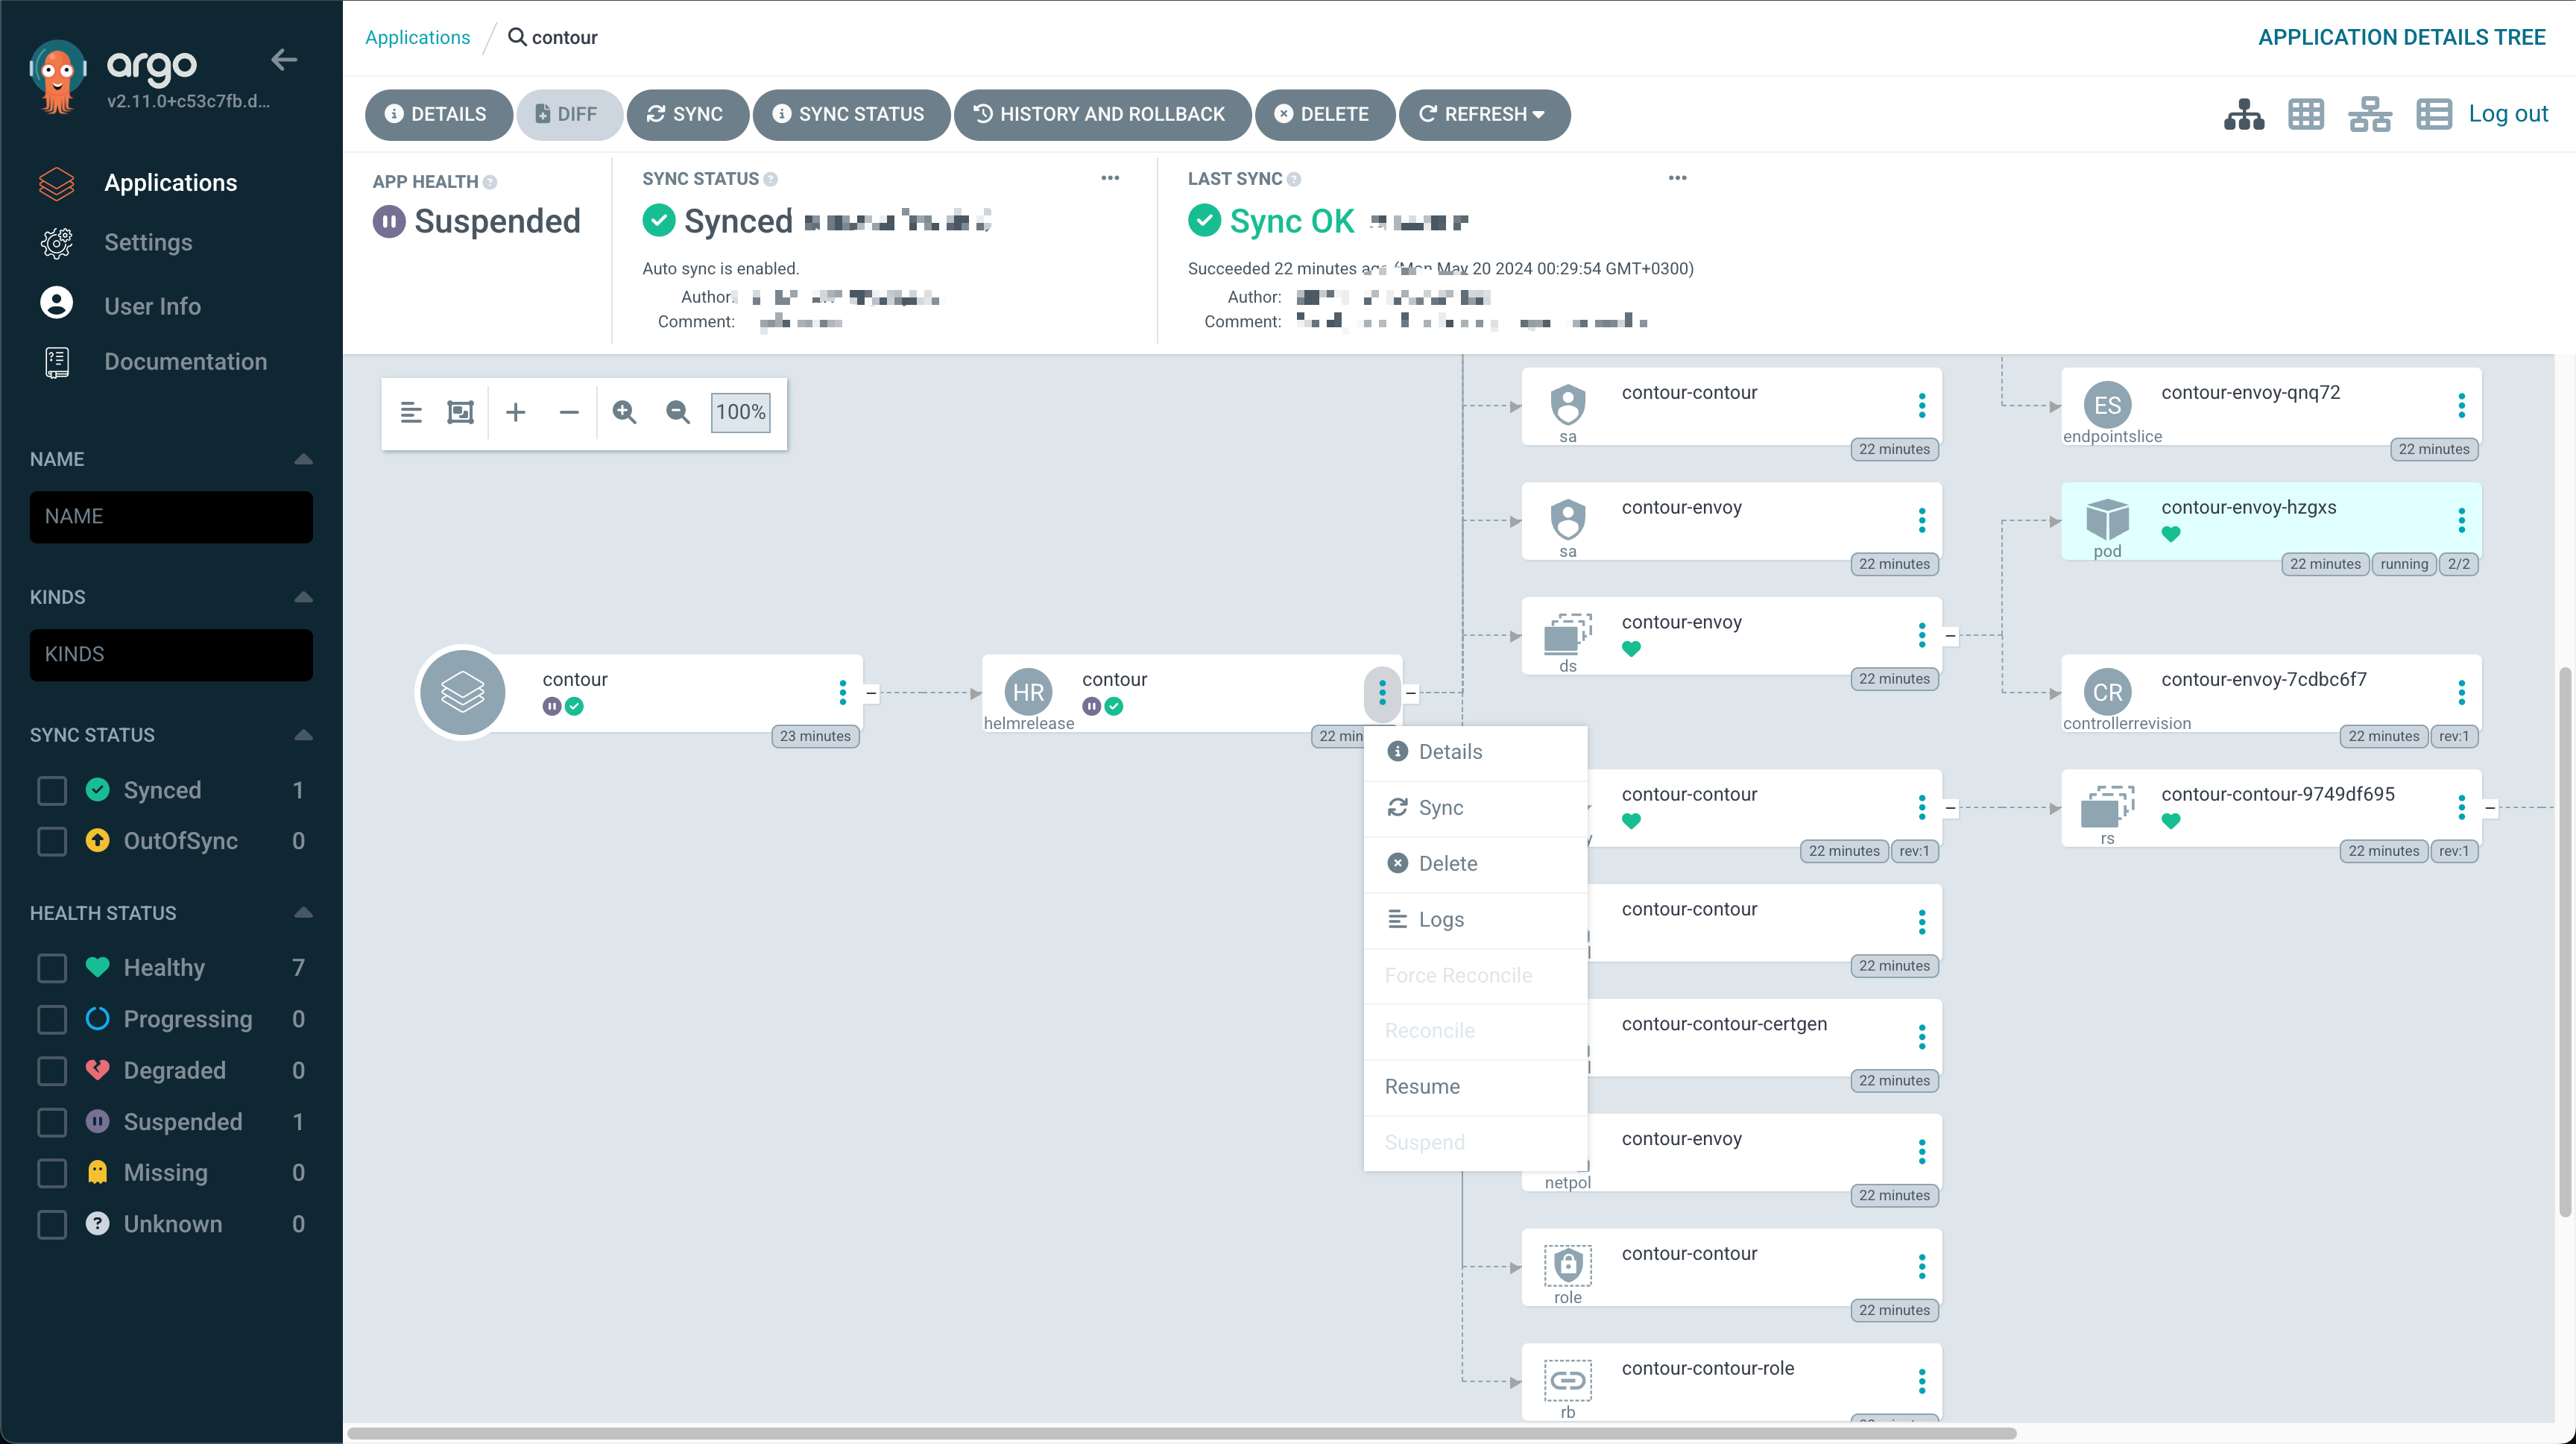 argo
v2.11.0+c53c7fb.d...
Applications
Settings
User Info
Documentation
NAME
NAME
KINDS
KINDS
SYNC STATUS
Synced 1
OutOfSync 0
HEALTH STATUS
Healthy 7
Progressing 0
Degraded 0
Suspended 1
Missing 0
Unknown 0
Applications / contour
APPLICATION DETAILS TREE
DETAILS DIFF SYNC SYNC STATUS HISTORY AND ROLLBACK DELETE REFRESH
Log out
APP HEALTH
Suspended
SYNC STATUS
Synced
Auto sync is enabled.
Author:
Comment:
LAST SYNC
Sync OK
Succeeded 22 minutes ago (Mon May 20 2024 00:29:54 GMT+0300)
Author:
Comment:
100%
contour
23 minutes
HR
helmrelease
contour
22 min
Details
Sync
Delete
Logs
Force Reconcile
Reconcile
Resume
Suspend
sa
contour-contour
22 minutes
sa
contour-envoy
22 minutes
ds
contour-envoy
22 minutes
contour-contour
22 minutes rev:1
contour-contour
22 minutes
contour-contour-certgen
22 minutes
netpol
contour-envoy
22 minutes
role
contour-contour
22 minutes
rb
contour-contour-role
ES
endpointslice
contour-envoy-qnq72
22 minutes
pod
contour-envoy-hzgxs
22 minutes running 2/2
CR
controllerrevision
contour-envoy-7cdbc6f7
22 minutes rev:1
rs
contour-contour-9749df695
22 minutes rev:1